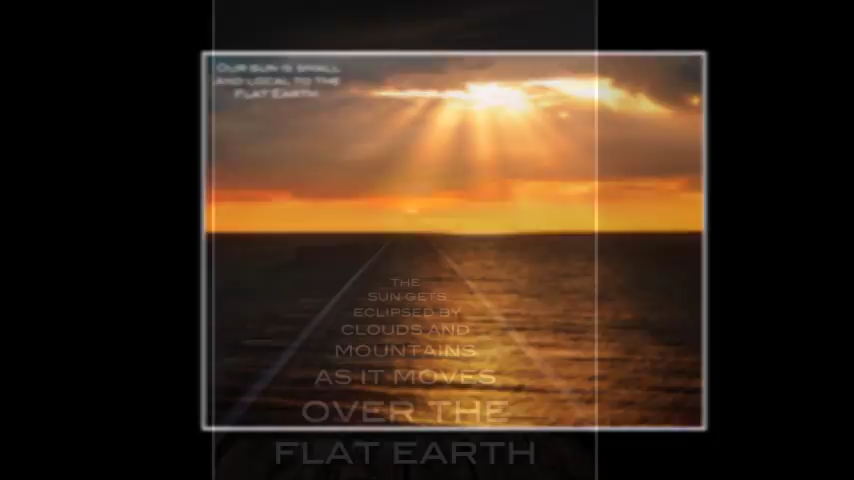 OUR SUN IS SMALL
AND LOCAL TO THE
FLAT EARTH
THE
SUN GETS
ECLIPSED BY
CLOUDS AND
MOUNTAINS
AS IT MOVES
OVER THE
FLAT EARTH